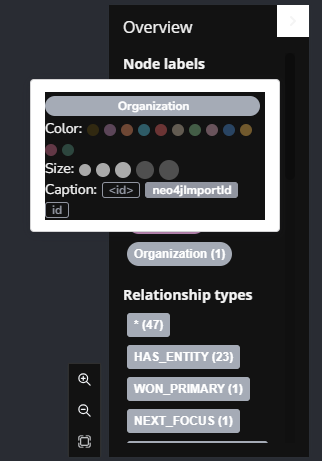 Overview
Node labels
Organization
Color:
Size:
Caption: <id> neo4jImportId
id
Organization (1)
Relationship types
* (47)
HAS_ENTITY (23)
WON_PRIMARY (1)
NEXT_FOCUS (1)